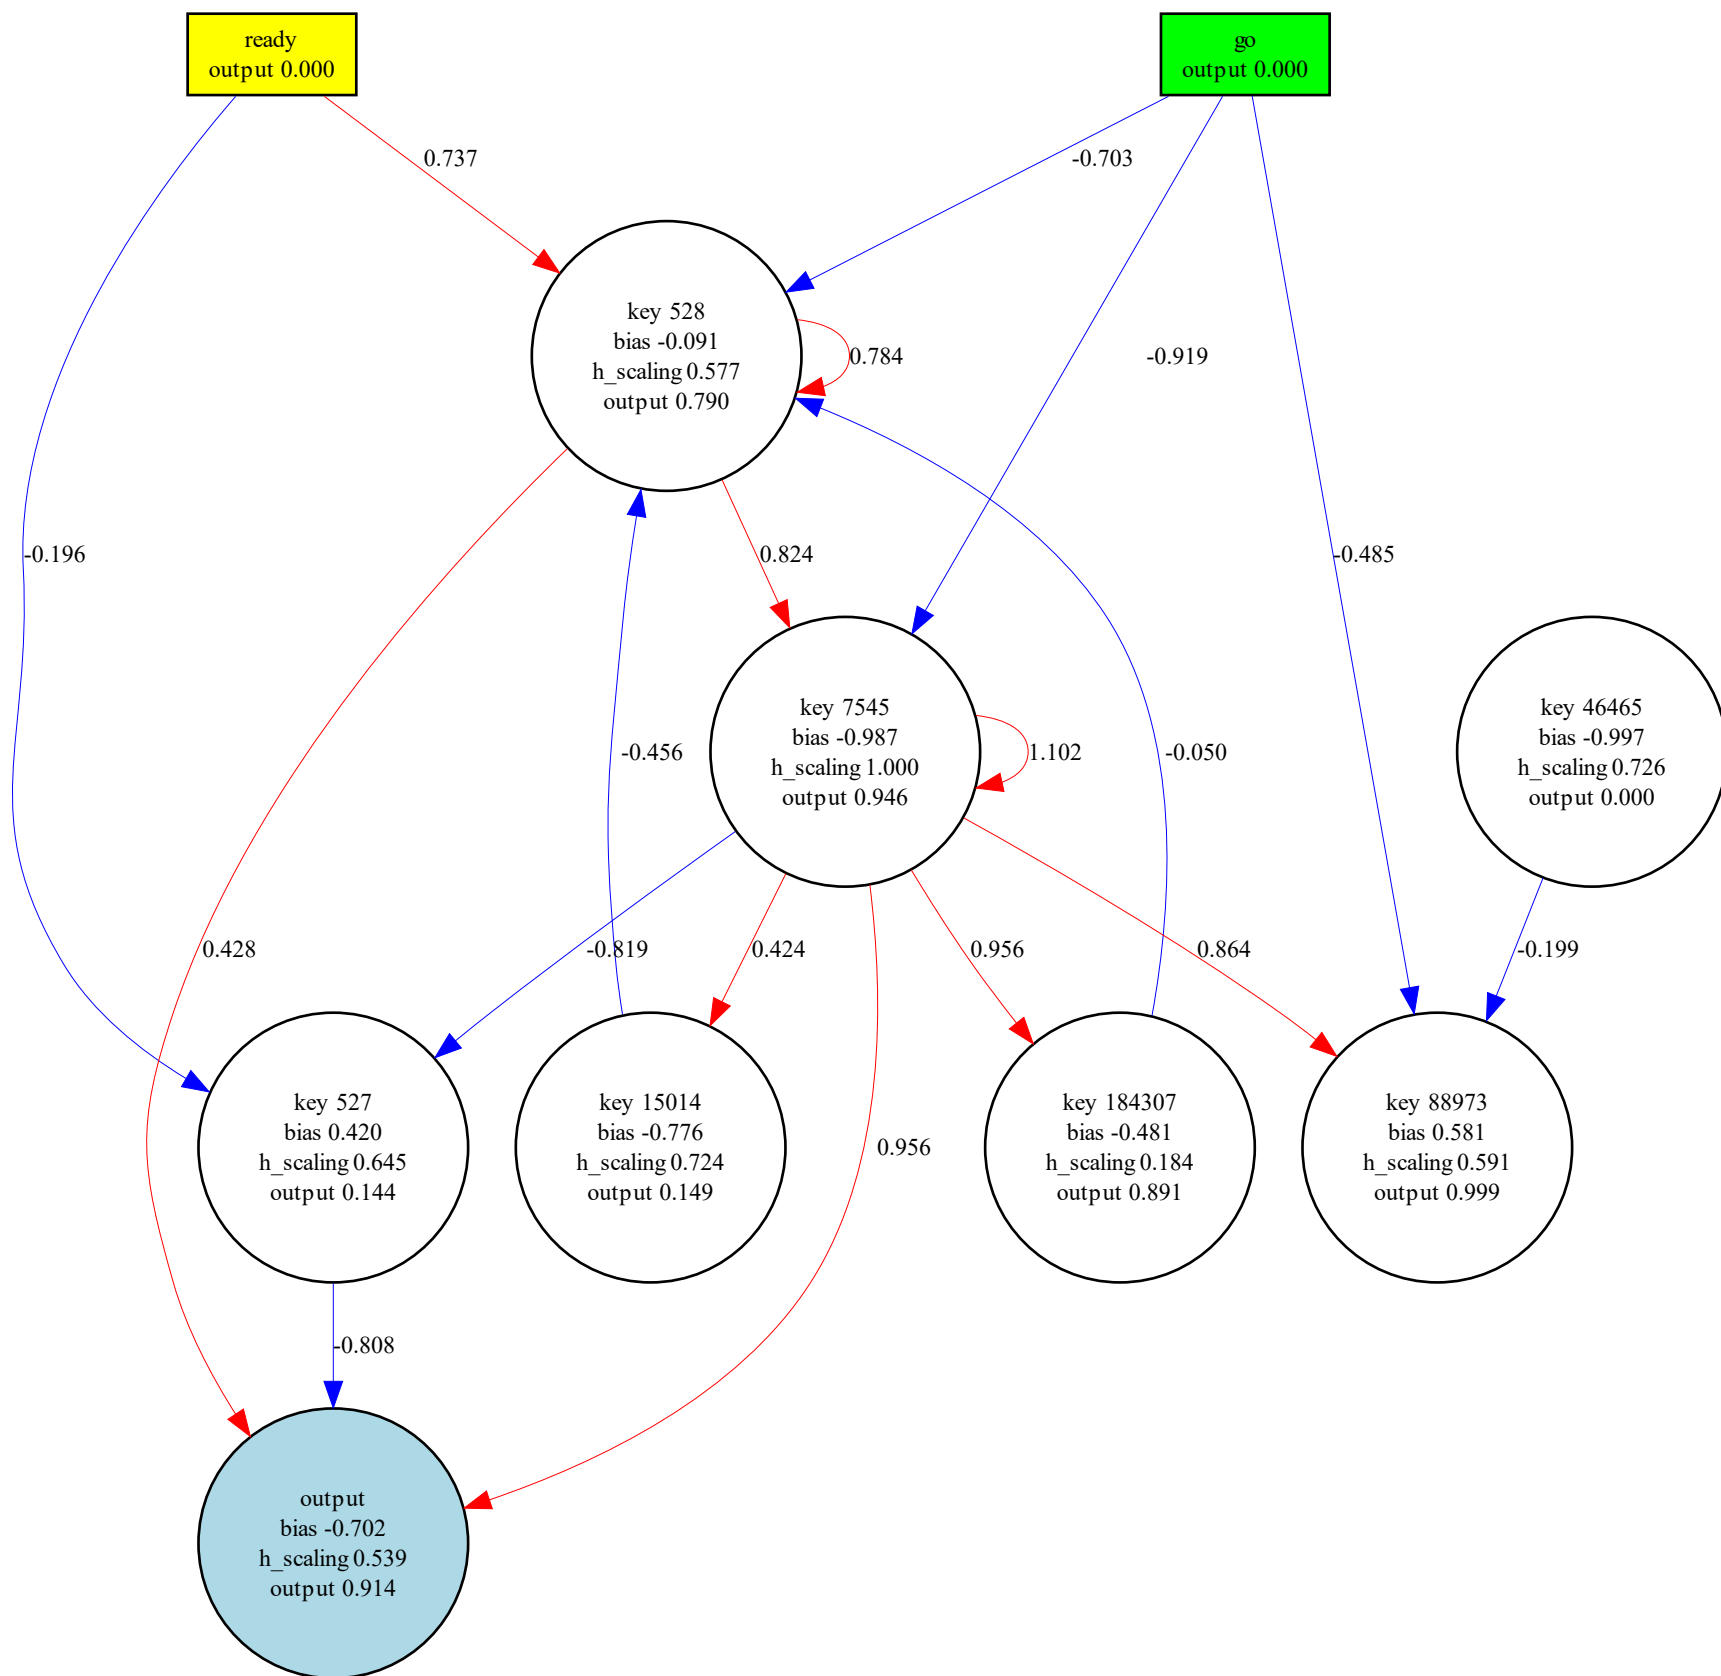 ready
output 0.000
go
output 0.000
0.737
-0.703
key 528
bias -0.091
h_scaling 0.577
output 0.790
0.784
-0.919
-0.196
0.824
-0.485
key 7545
bias -0.987
h_scaling 1.000
output 0.946
1.102
-0.456
-0.050
key 46465
bias -0.997
h_scaling 0.726
output 0.000
0.428
-0.819
0.424
0.956
0.864
-0.199
key 527
bias 0.420
h_scaling 0.645
output 0.144
key 15014
bias -0.776
h_scaling 0.724
output 0.149
0.956
key 184307
bias -0.481
h_scaling 0.184
output 0.891
key 88973
bias 0.581
h_scaling 0.591
output 0.999
-0.808
output
bias -0.702
h_scaling 0.539
output 0.914